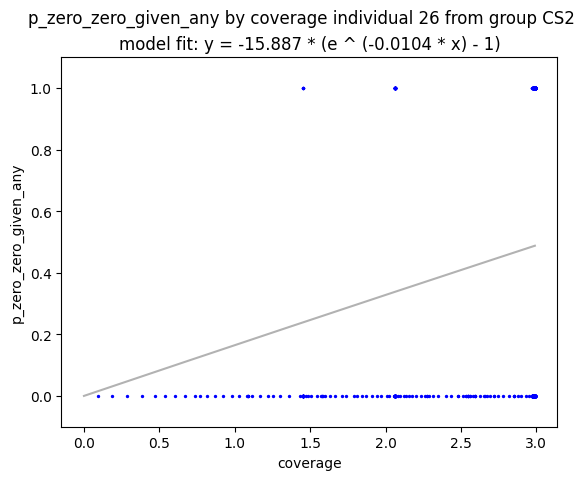 p_zero_zero_given_any by coverage individual 26 from group CS2
model fit: y = -15.887 * (e ^ (-0.0104 * x) - 1)
p_zero_zero_given_any
1.0
0.8
0.6
0.4
0.2
0.0
0.0 0.5 1.0 1.5 2.0 2.5 3.0
coverage